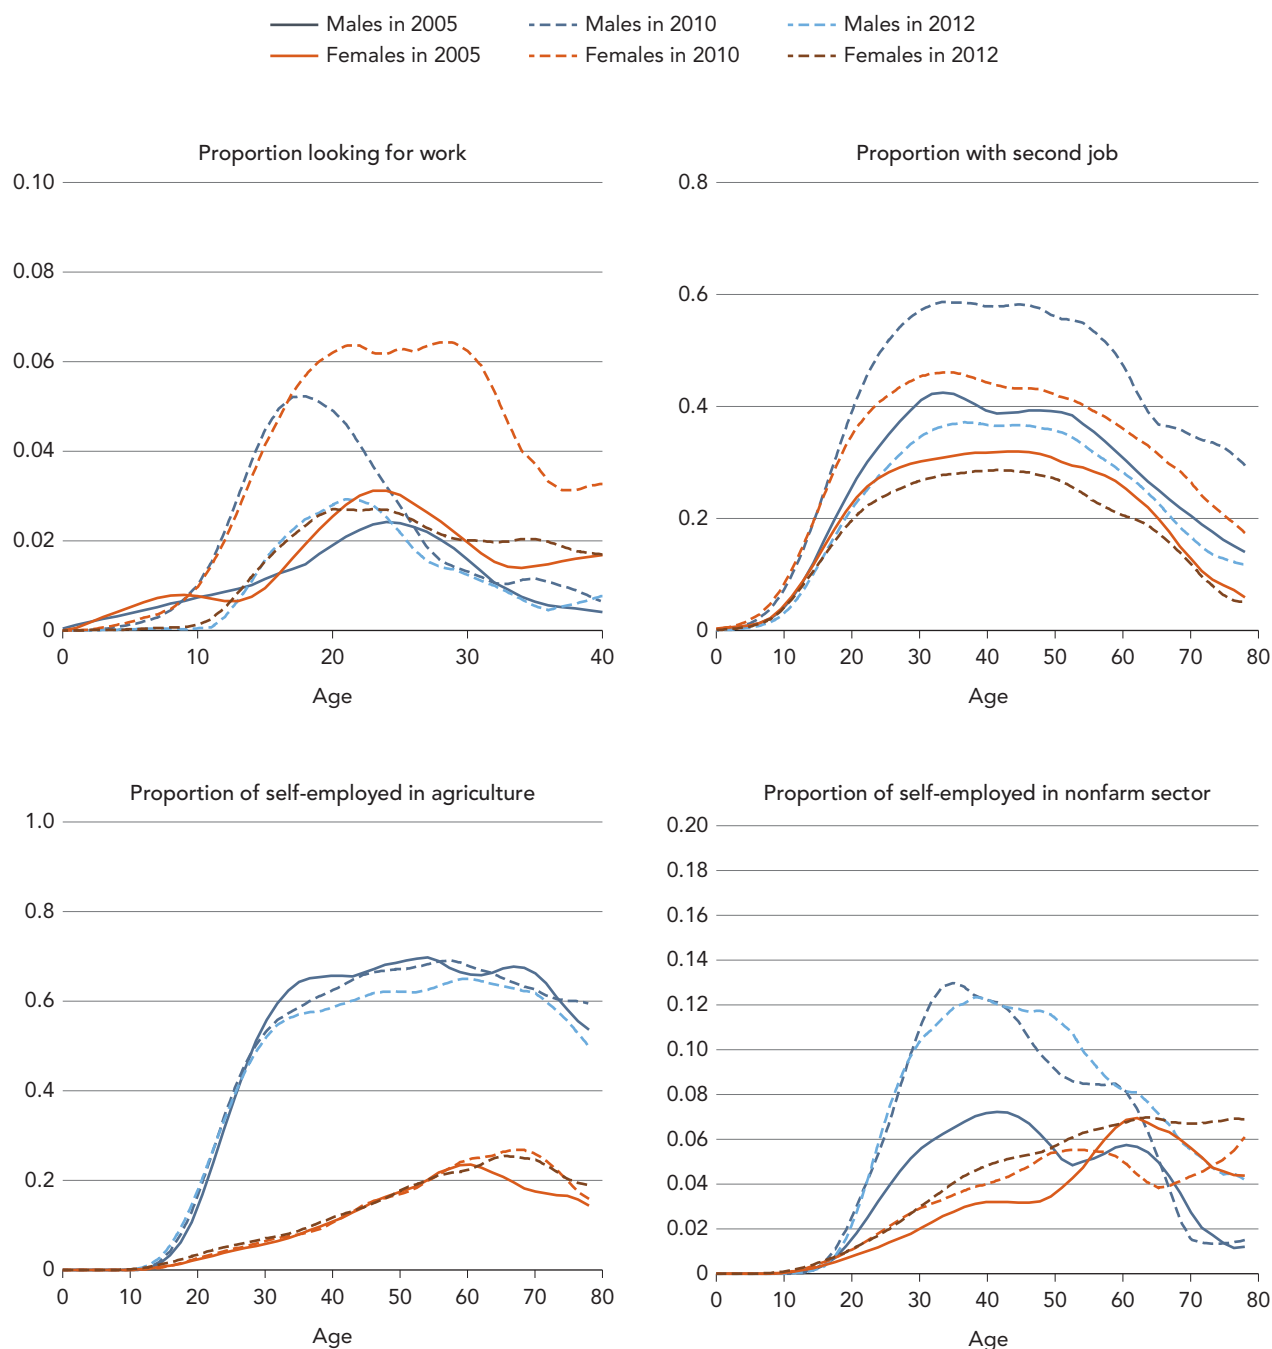 Males in 2005 Males in 2010 Males in 2012
Females in 2005 Females in 2010 Females in 2012
Proportion looking for work
0.10
0.08
0.06
0.04
0.02
0
0 10 20 30 40
Age
Proportion with second job
0.8
0.6
0.4
0.2
0
0 10 20 30 40 50 60 70 80
Age
Proportion of self-employed in agriculture
1.0
0.8
0.6
0.4
0.2
0
0 10 20 30 40 50 60 70 80
Age
Proportion of self-employed in nonfarm sector
0.20
0.18
0.16
0.14
0.12
0.10
0.08
0.06
0.04
0.02
0
0 10 20 30 40 50 60 70 80
Age